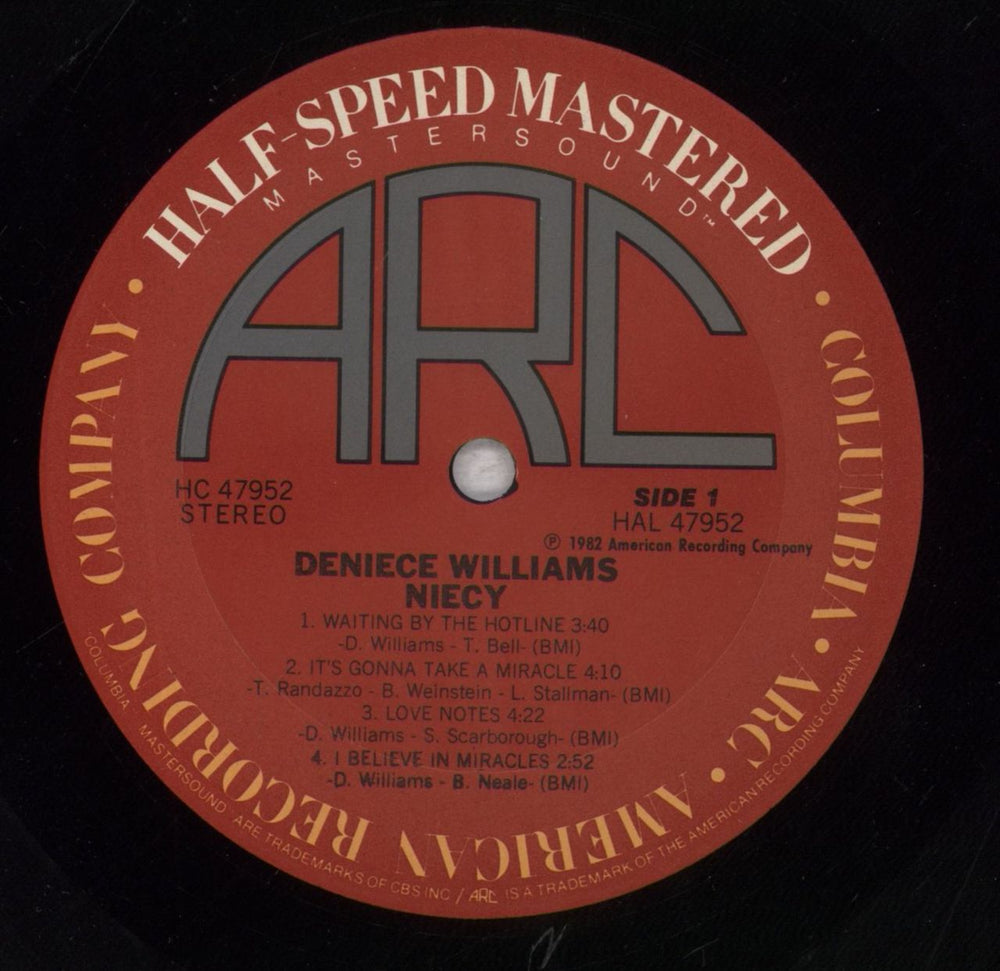 HALF-SPEED MASTERED
MASTERSOUND™
ARC
HC 47952
STEREO
SIDE 1
HAL 47952
℗ 1982 American Recording Company
DENIECE WILLIAMS
NIECY
1. WAITING BY THE HOTLINE 3:40
-D. Williams - T. Bell- (BMI)
2. IT'S GONNA TAKE A MIRACLE 4:10
-T. Randazzo - B. Weinstein - L. Stallman- (BMI)
3. LOVE NOTES 4:22
-D. Williams - S. Scarborough- (BMI)
4. I BELIEVE IN MIRACLES 2:52
-D. Williams - B. Neale- (BMI)
• COLUMBIA • ARC • AMERICAN RECORDING COMPANY •
COLUMBIA, MASTERSOUND ARE TRADEMARKS OF CBS INC / ARC IS A TRADEMARK OF THE AMERICAN RECORDING COMPANY